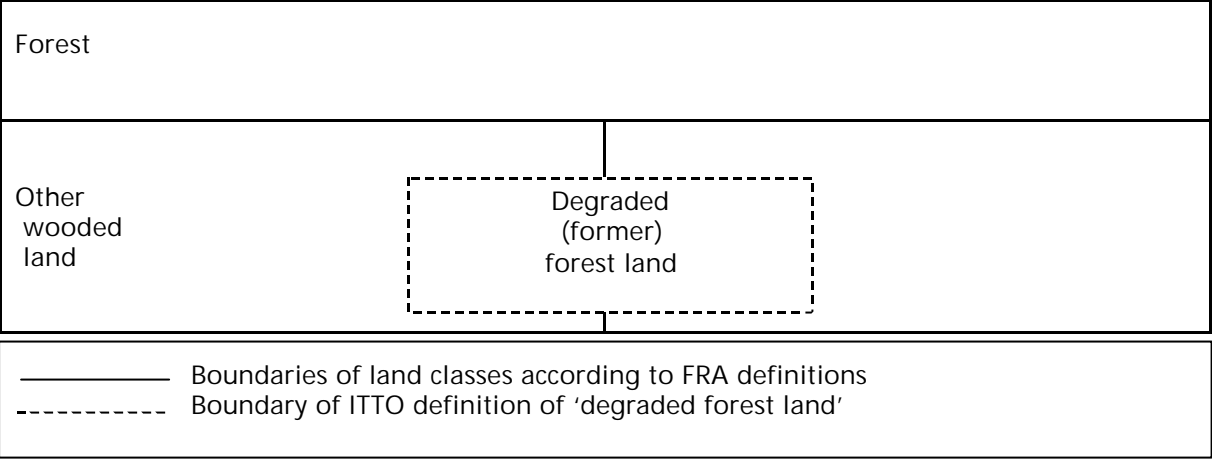 Forest
Other
wooded
land
Degraded
(former)
forest land
Boundaries of land classes according to FRA definitions
Boundary of ITTO definition of ‘degraded forest land’